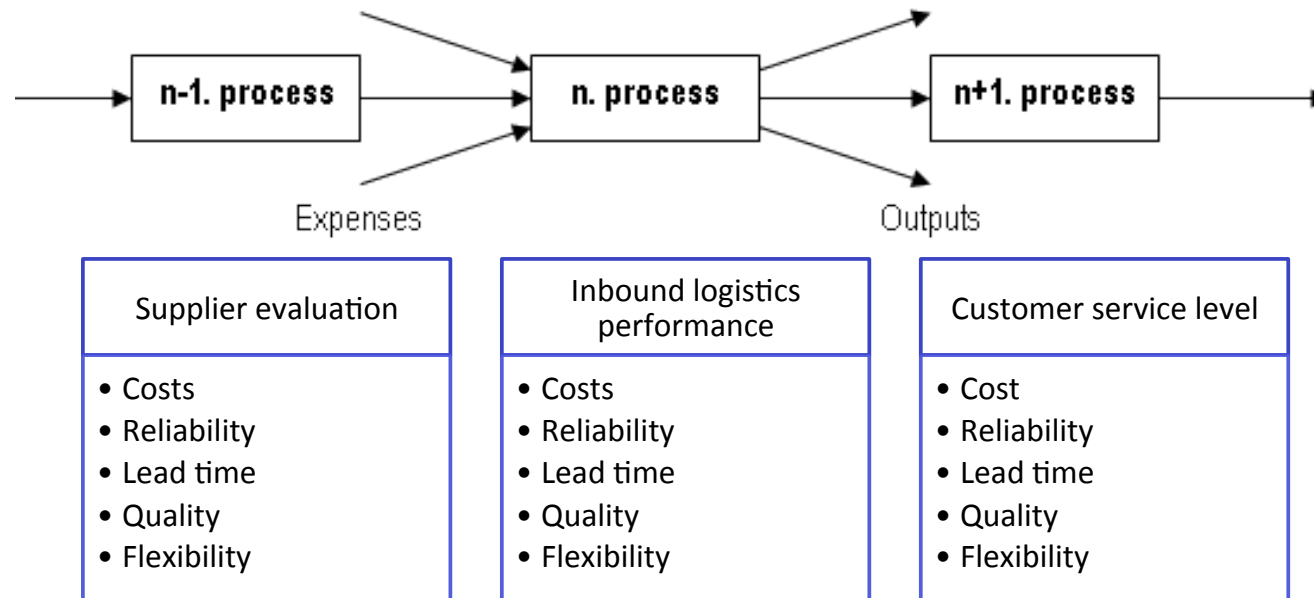 n-1. process
n. process
n+1. process
Expenses
Outputs
Supplier evaluation
• Costs
• Reliability
• Lead time
• Quality
• Flexibility
Inbound logistics
performance
• Costs
• Reliability
• Lead time
• Quality
• Flexibility
Customer service level
• Cost
• Reliability
• Lead time
• Quality
• Flexibility